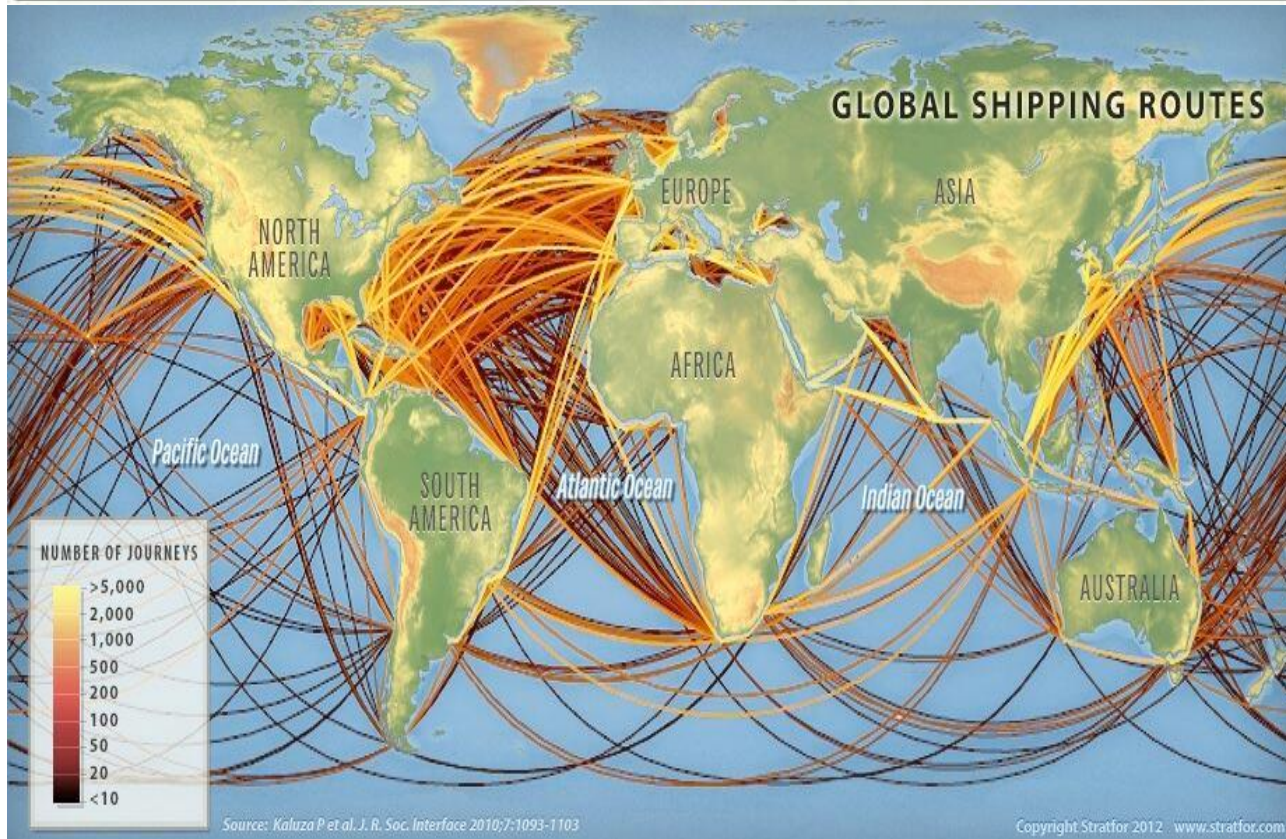 GLOBAL SHIPPING ROUTES
NORTH
AMERICA
EUROPE
ASIA
AFRICA
Pacific Ocean
SOUTH
AMERICA
Atlantic Ocean
Indian Ocean
AUSTRALIA
NUMBER OF JOURNEYS
>5,000
2,000
1,000
500
200
100
50
20
<10
Source: Kaluza P et al. J. R. Soc. Interface 2010;7:1093-1103
Copyright Stratfor 2012 www.stratfor.com